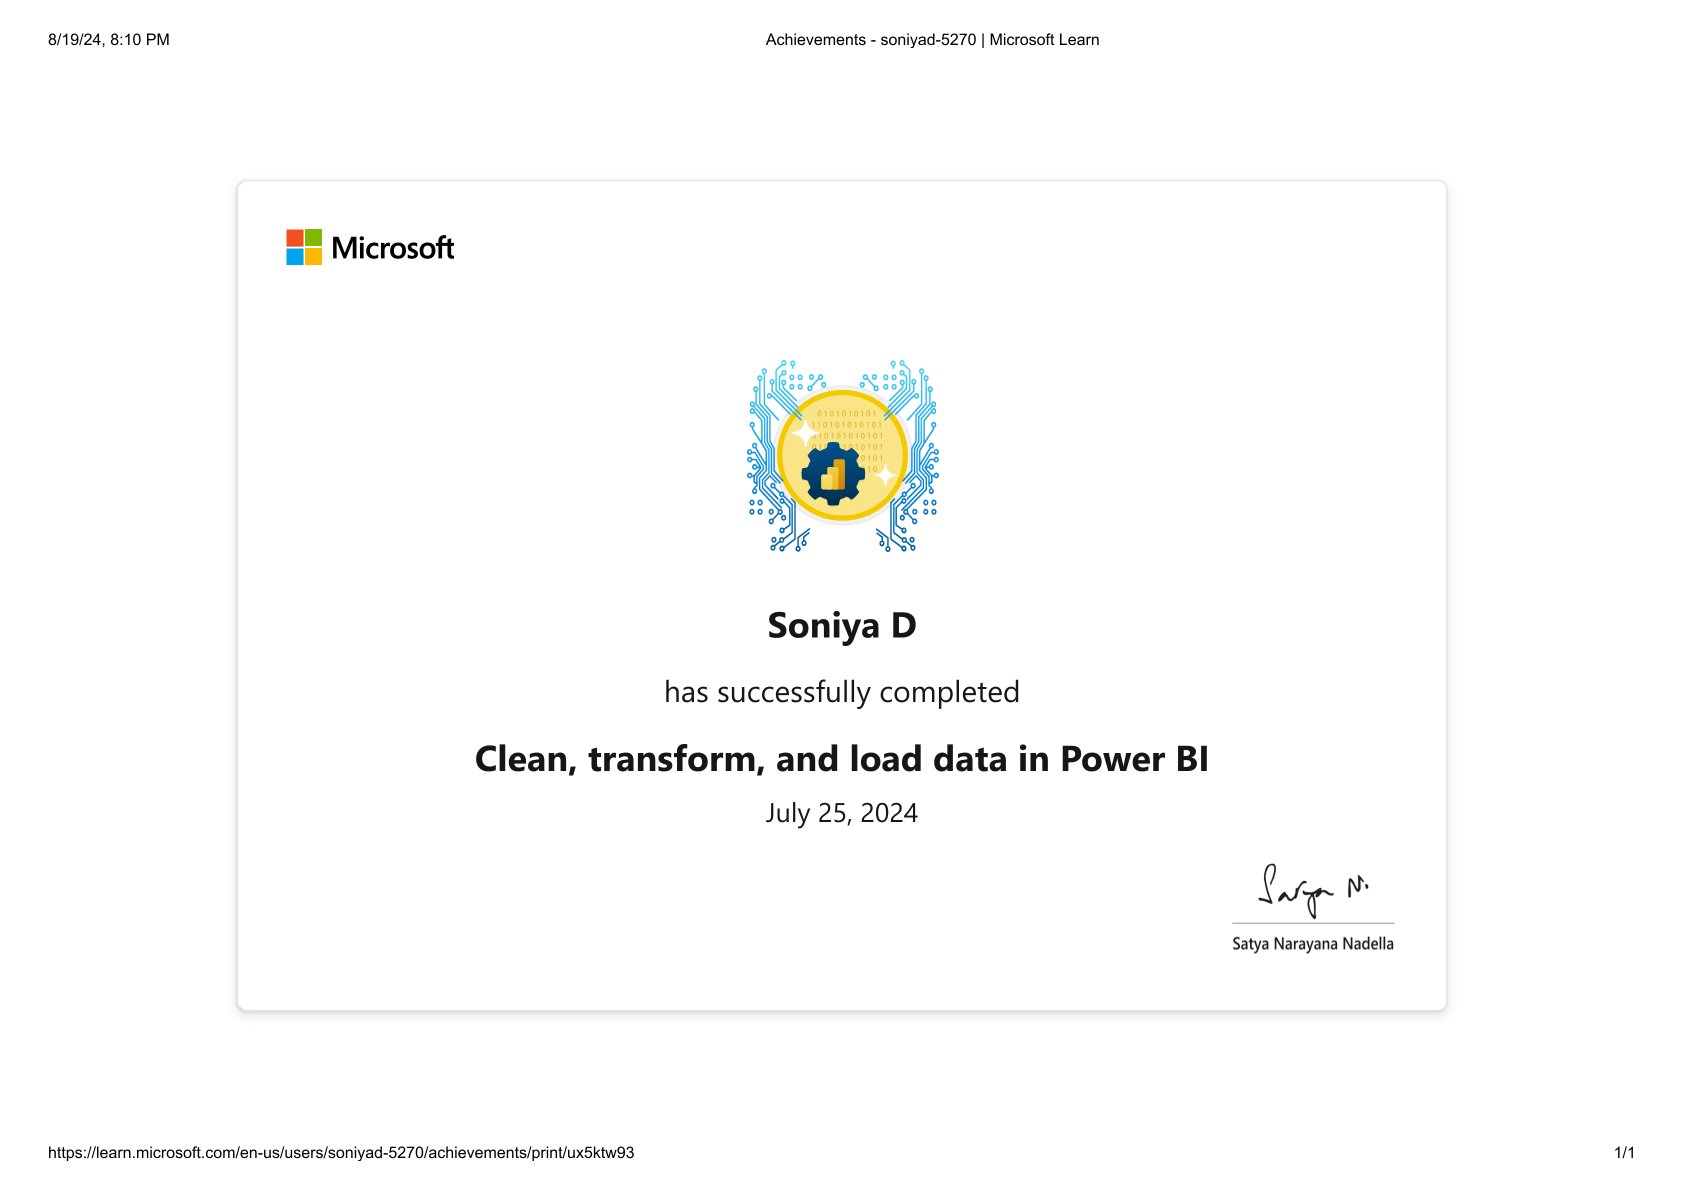 8/19/24, 8:10 PM
Achievements - soniyad-5270 | Microsoft Learn
Microsoft
0101010101
110101010101
Soniya D
has successfully completed
Clean, transform, and load data in Power BI
July 25, 2024
Satya N.
Satya Narayana Nadella
https://learn.microsoft.com/en-us/users/soniyad-5270/achievements/print/ux5ktw93
1/1